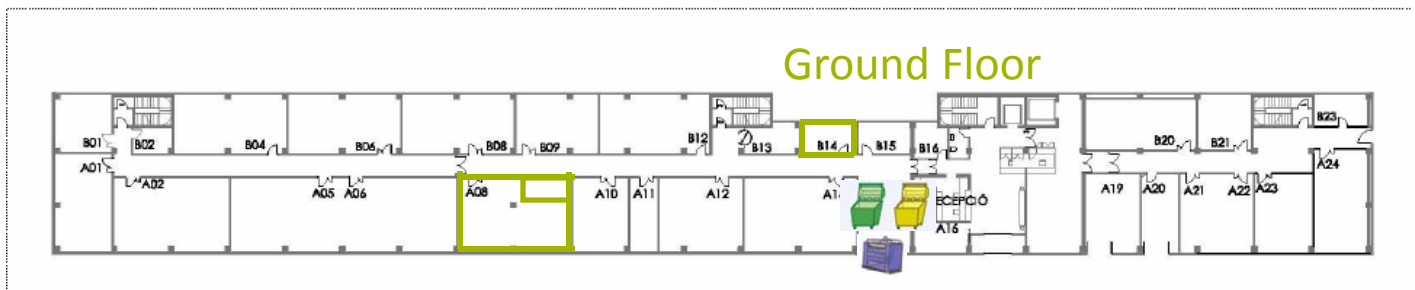 Ground Floor
B23
B01
B02
B04
B06
B08
B09
B12
B13
B14
B15
B16
B20
B21
A01
A02
A05
A06
A08
A10
A11
A12
A16
A19
A20
A21
A22
A23
A24